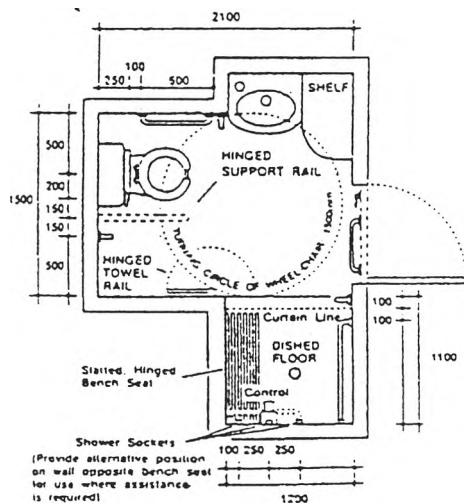 2100
100
250
500
SHELF
500
200
150
150
500
1500
HINGED
SUPPORT RAIL
TURNING CIRCLE OF WHEEL CHAIR 1500mm
HINGED
TOWEL
RAIL
100
100
1100
Curtain Line
DISHED
FLOOR
Slatted, Hinged
Bench Seat
Control
Shower Sockets
(Provide alternative position
on wall opposite bench seat
for use where assistance
is required)
100 250 250
1200